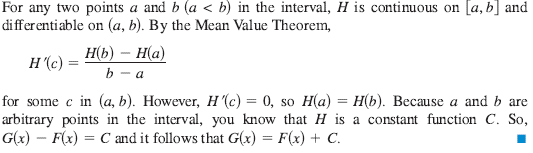 For any two points a and b (a < b) in the interval, H is continuous on [a, b] and
differentiable on (a, b). By the Mean Value Theorem,
H′(c) = H(b) − H(a) / b − a
for some c in (a, b). However, H′(c) = 0, so H(a) = H(b). Because a and b are
arbitrary points in the interval, you know that H is a constant function C. So,
G(x) − F(x) = C and it follows that G(x) = F(x) + C.